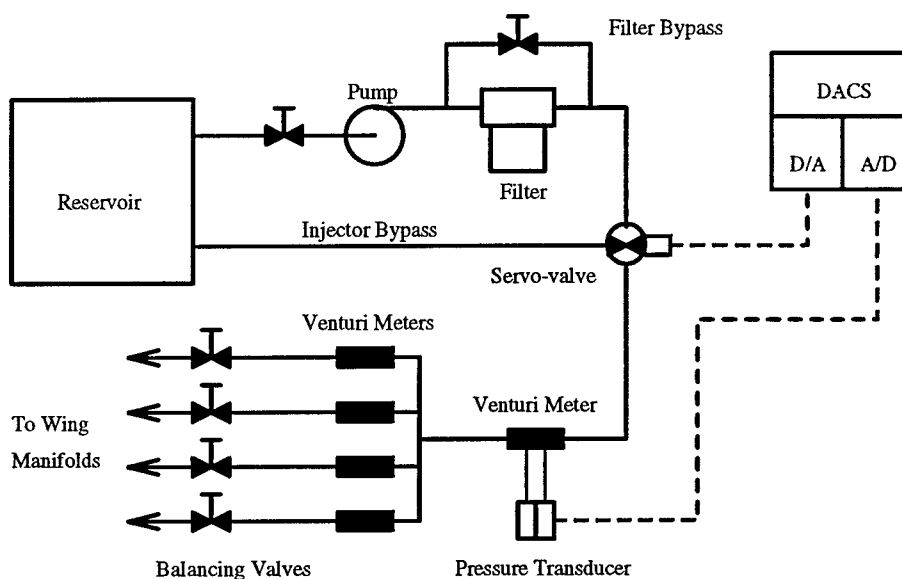 Filter Bypass
Pump
DACS
D/A
A/D
Filter
Reservoir
Injector Bypass
Servo-valve
Venturi Meters
Venturi Meter
To Wing
Manifolds
Balancing Valves
Pressure Transducer